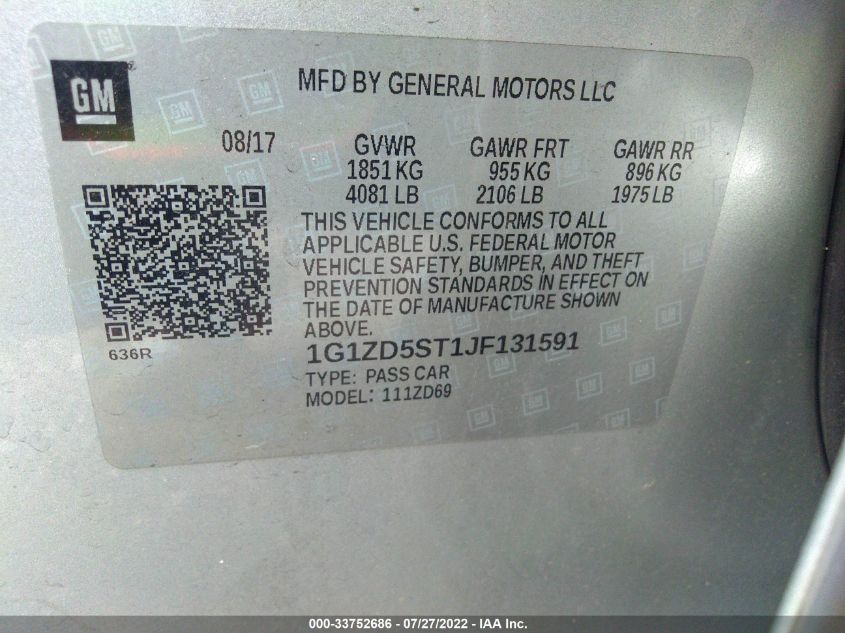 GM
MFD BY GENERAL MOTORS LLC
08/17
GVWR GAWR FRT GAWR RR
1851 KG 955 KG 896 KG
4081 LB 2106 LB 1975 LB
THIS VEHICLE CONFORMS TO ALL
APPLICABLE U.S. FEDERAL MOTOR
VEHICLE SAFETY, BUMPER, AND THEFT
PREVENTION STANDARDS IN EFFECT ON
THE DATE OF MANUFACTURE SHOWN
ABOVE.
636R
1G1ZD5ST1JF131591
TYPE: PASS CAR
MODEL: 111ZD69
000-33752686 - 07/27/2022 - IAA Inc.